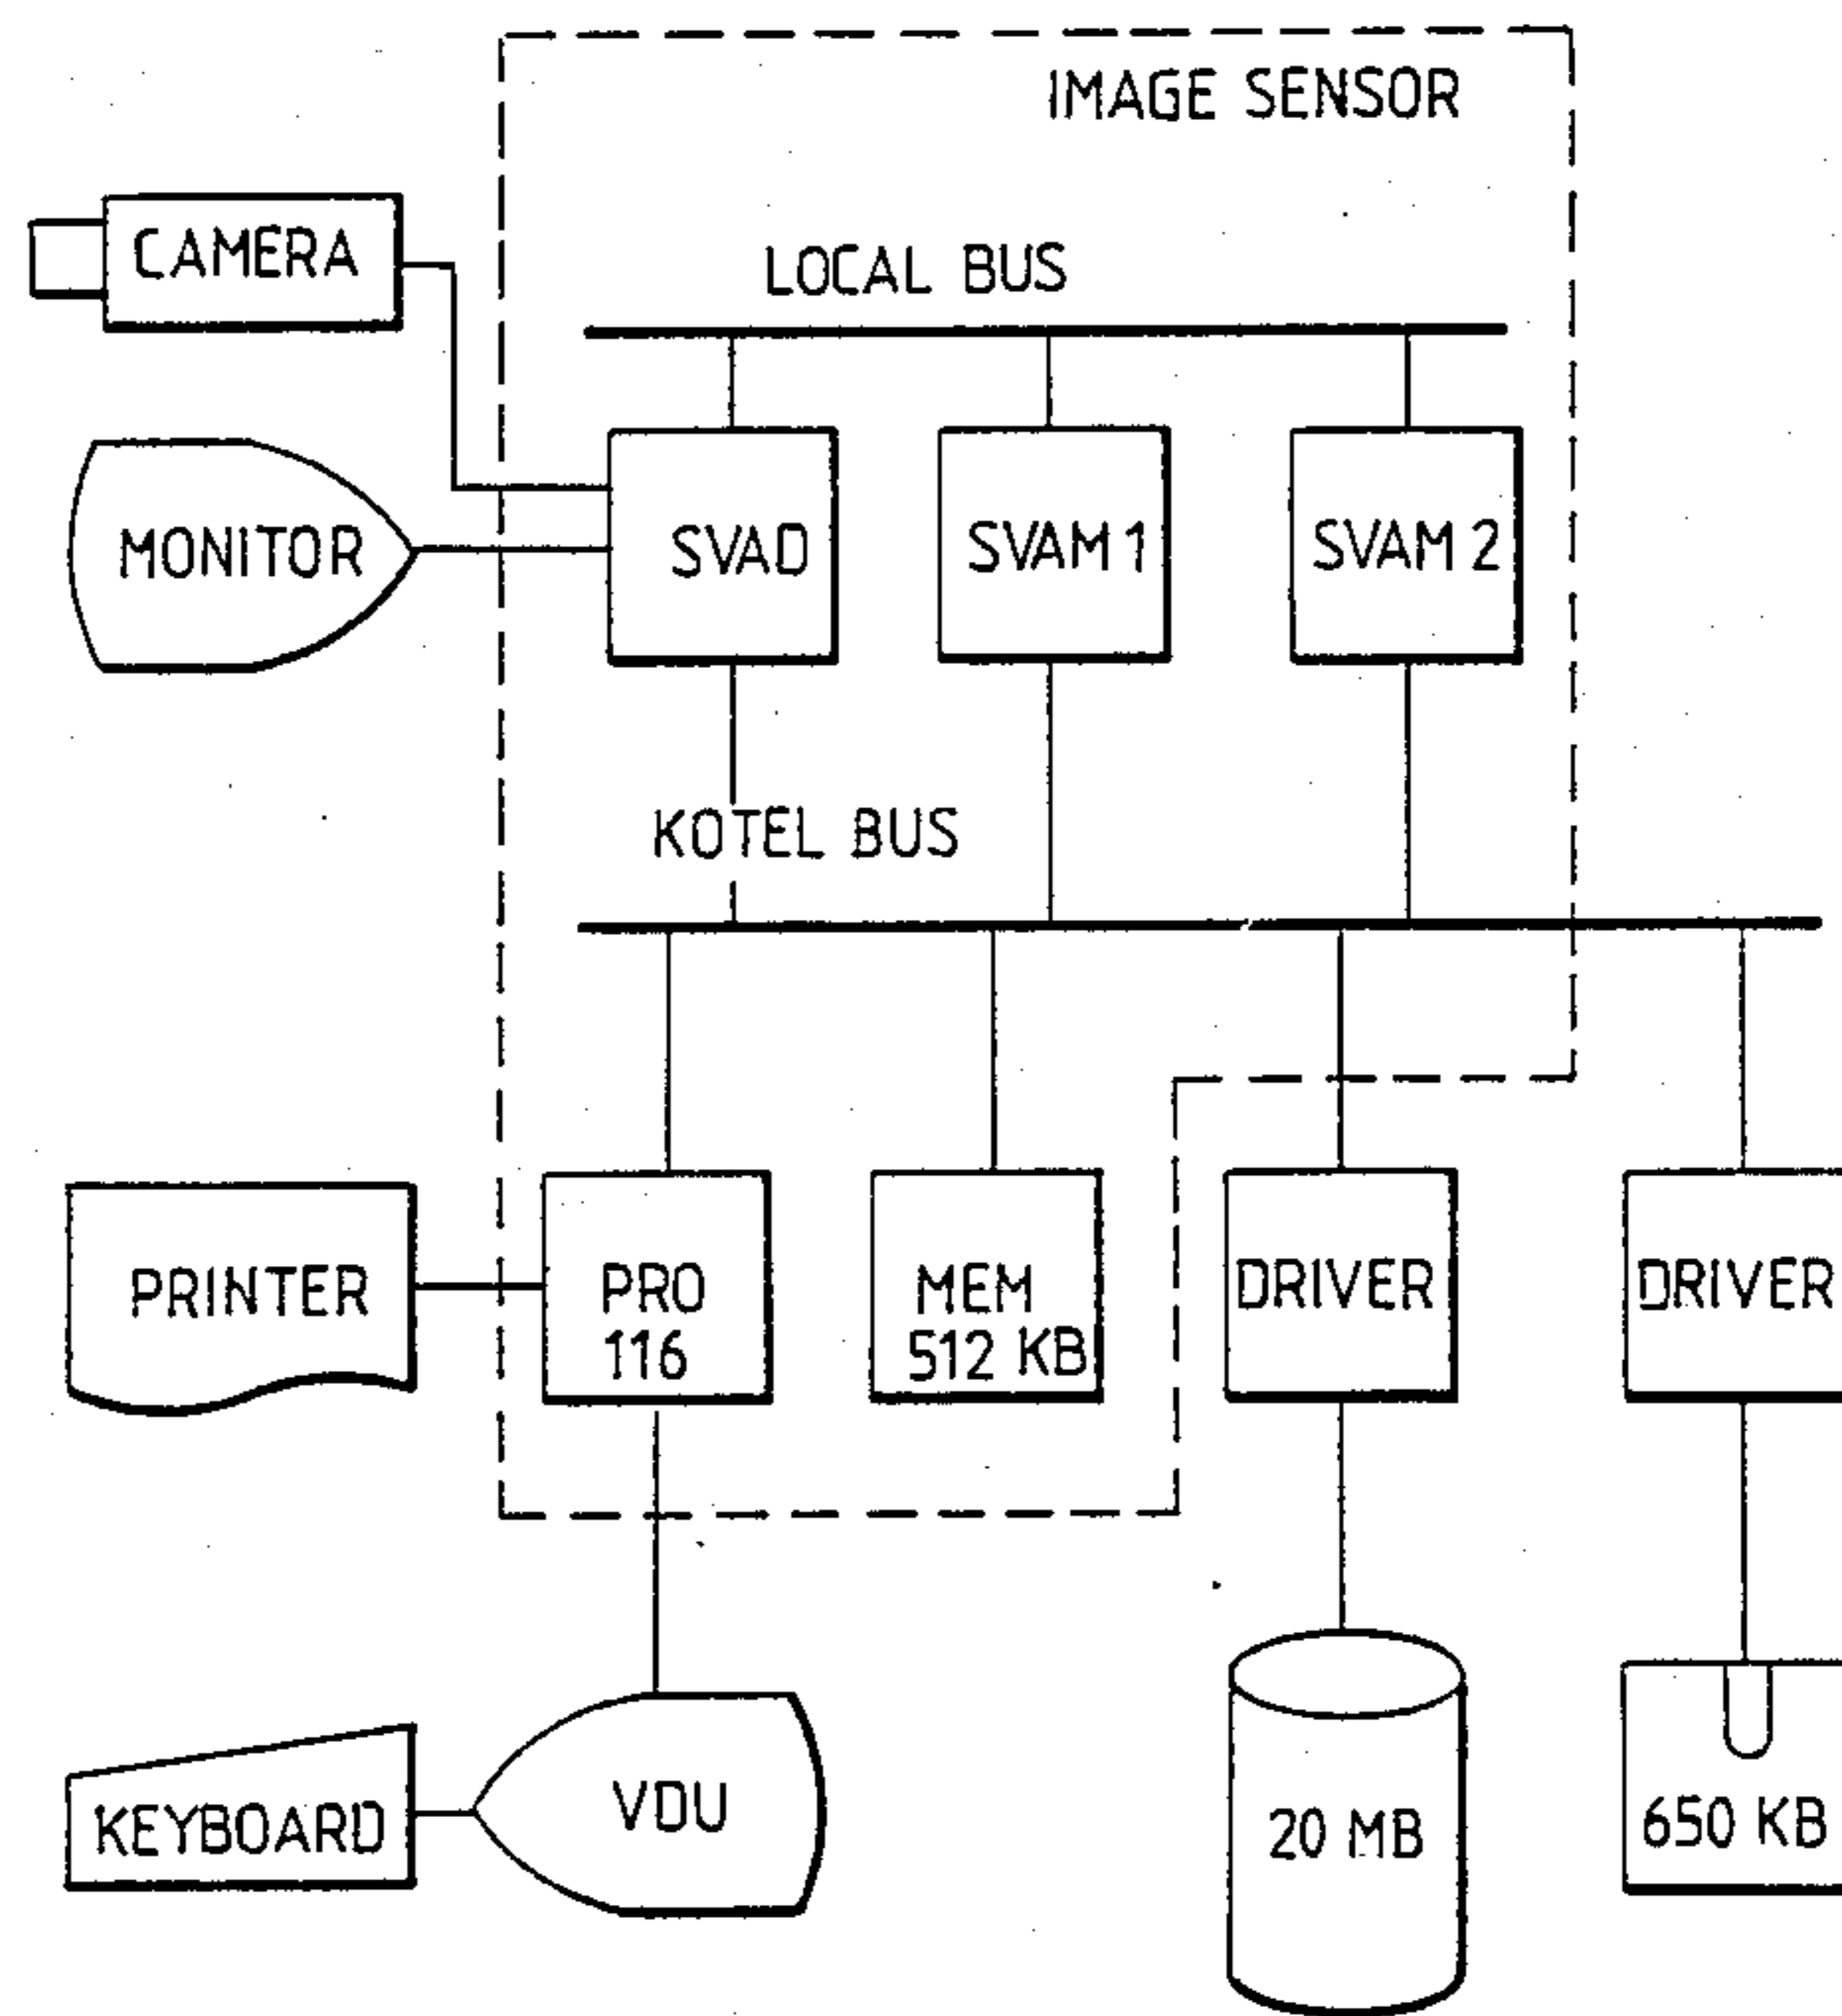 IMAGE SENSOR
CAMERA
LOCAL BUS
MONITOR
SVAD
SVAM 1
SVAM 2
KOTEL BUS
PRINTER
PRO
116
MEM
512 KB
DRIVER
DRIVER
KEYBOARD
VDU
20 MB
650 KB